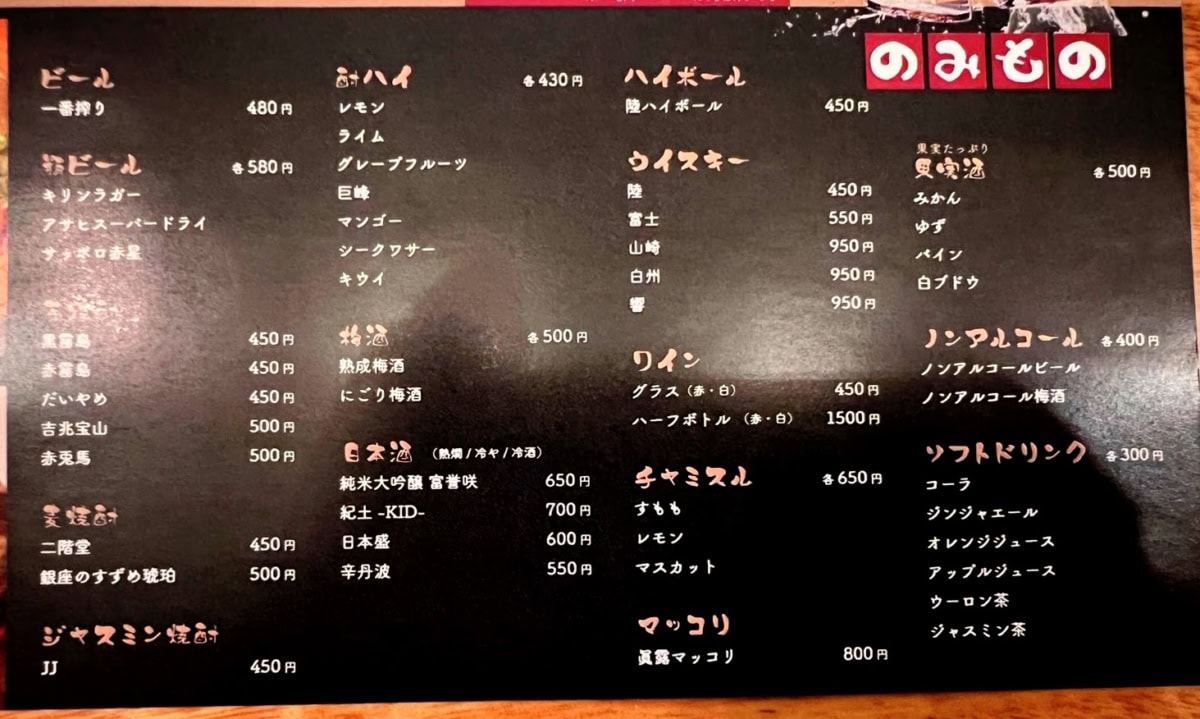 のみもの
ビール
一番搾り 480円
瓶ビール 各580円
キリンラガー
アサヒスーパードライ
サッポロ赤星
黒霧島 450円
赤霧島 450円
だいやめ 450円
吉兆宝山 500円
赤兎馬 500円
麦焼酎
二階堂 450円
銀座のすずめ琥珀 500円
ジャスミン焼酎
JJ 450円
酎ハイ 各430円
レモン
ライム
グレープフルーツ
巨峰
マンゴー
シークワサー
キウイ
梅酒 各500円
熟成梅酒
にごり梅酒
日本酒 （熱燗/冷や/冷酒）
純米大吟醸 富誉咲 650円
紀土 -KID- 700円
日本盛 600円
辛丹波 550円
ハイボール
陸ハイボール 450円
ウイスキー
陸 450円
富士 550円
山崎 950円
白州 950円
響 950円
ワイン
グラス（赤・白） 450円
ハーフボトル （赤・白） 1500円
チャミスル 各650円
すもも
レモン
マスカット
マッコリ
眞露マッコリ 800円
果実たっぷり
果実酒 各500円
みかん
ゆず
パイン
白ブドウ
ノンアルコール 各400円
ノンアルコールビール
ノンアルコール梅酒
ソフトドリンク 各300円
コーラ
ジンジャエール
オレンジジュース
アップルジュース
ウーロン茶
ジャスミン茶